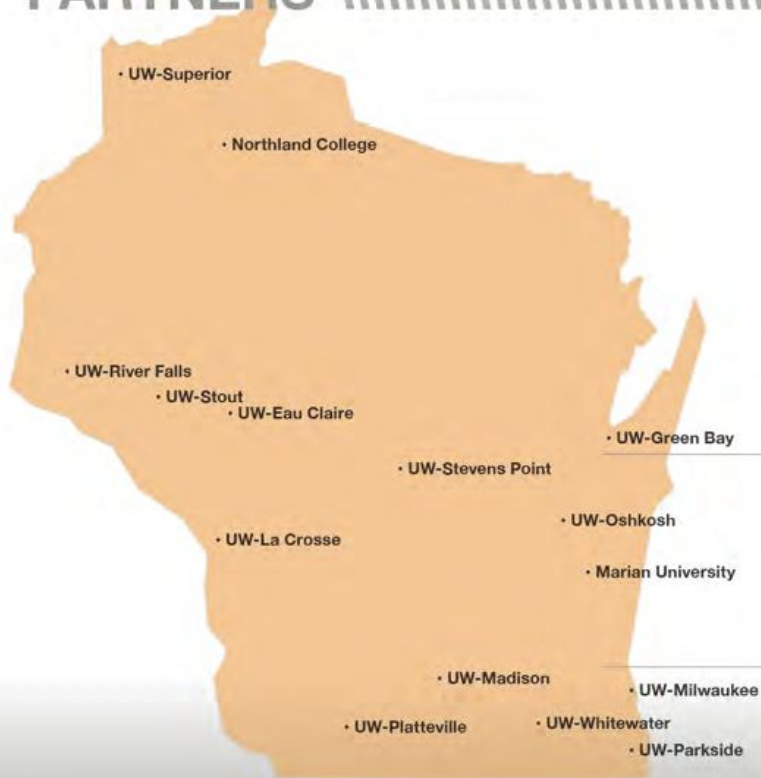 PARTNERS
• UW-Superior
• Northland College
• UW-River Falls
• UW-Stout
• UW-Eau Claire
• UW-Green Bay
• UW-Stevens Point
• UW-Oshkosh
• UW-La Crosse
• Marian University
• UW-Madison
• UW-Milwaukee
• UW-Whitewater
• UW-Platteville
• UW-Parkside